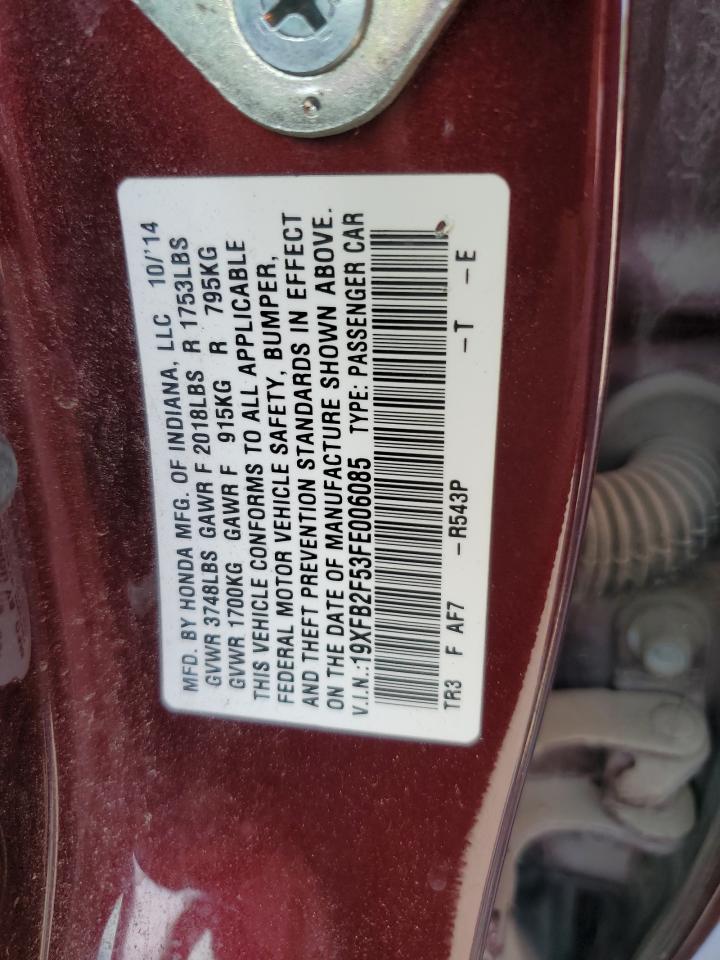 MFD. BY HONDA MFG. OF INDIANA, LLC 10/'14
GVWR 3748LBS GAWR F 2018LBS R 1753LBS
GVWR 1700KG GAWR F 915KG R 795KG
THIS VEHICLE CONFORMS TO ALL APPLICABLE
FEDERAL MOTOR VEHICLE SAFETY, BUMPER,
AND THEFT PREVENTION STANDARDS IN EFFECT
ON THE DATE OF MANUFACTURE SHOWN ABOVE.
V.I.N.:19XFB2F53FE006085 TYPE: PASSENGER CAR
TR3 F AF7 -R543P -T -E